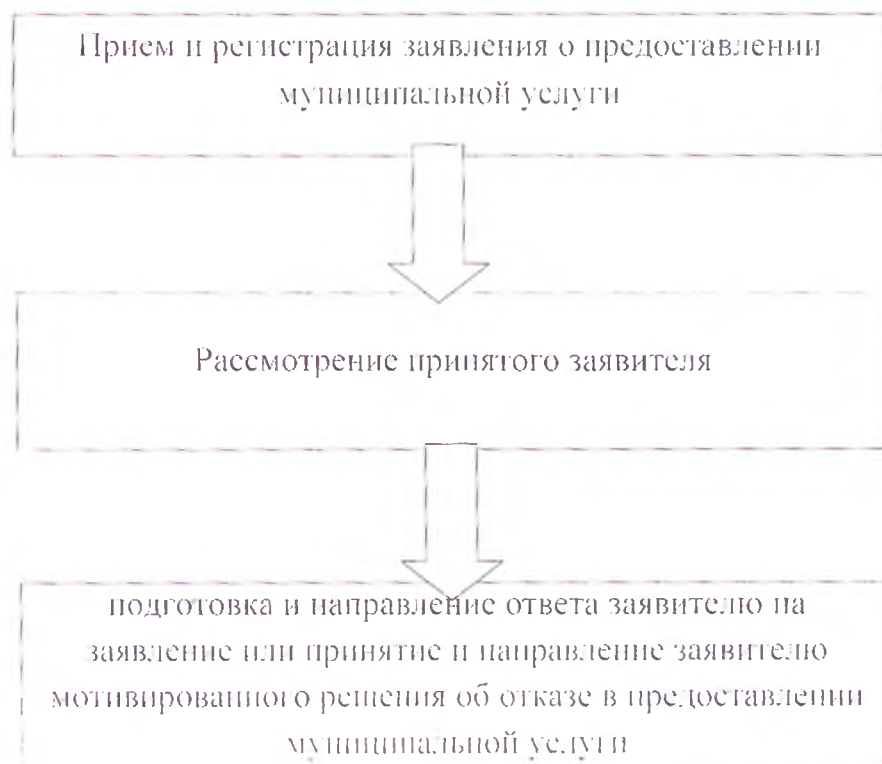 Прием и регистрация заявления о предоставлении
муниципальной услуги
Рассмотрение принятого заявителя
подготовка и направление ответа заявителю на
заявление или принятие и направление заявителю
мотивированного решения об отказе в предоставлении
муниципальной услуги